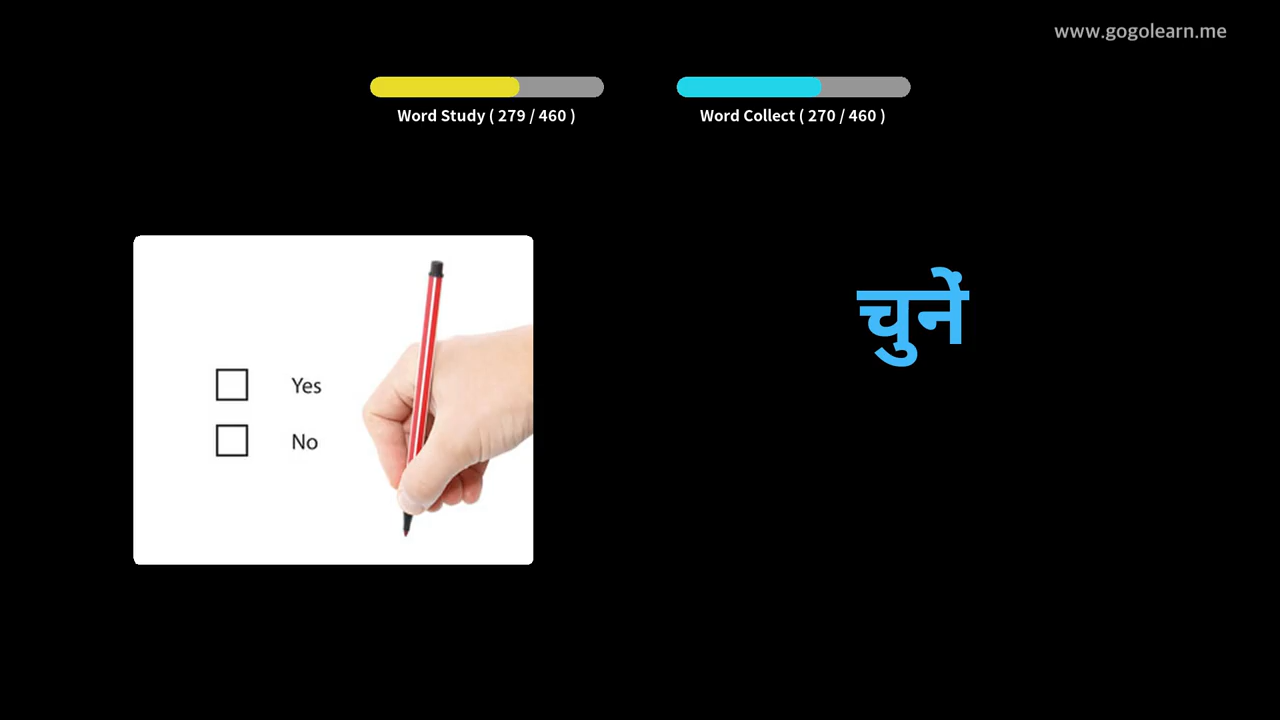 www.gogolearn.me
Word Study ( 279 / 460 )
Word Collect ( 270 / 460 )
चुनें
Yes
No